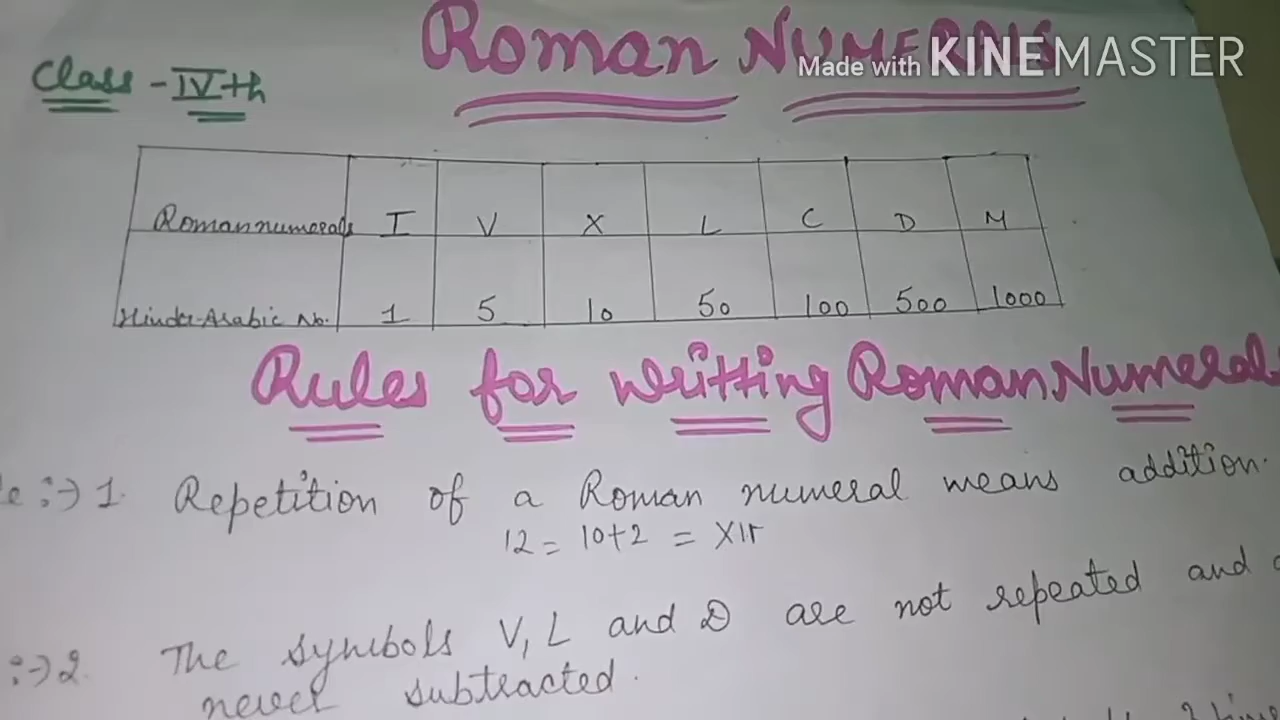 Roman Numerals
Made with KINEMASTER
Class - IVth
Roman numerals I V X L C D M
Hindu-Arabic No. 1 5 10 50 100 500 1000
Rules for Writting Roman Numerals
:-> 1. Repetition of a Roman numeral means addition.
12 = 10+2 = XII
:-> 2. The symbols V, L and D are not repeated and
never subtracted.